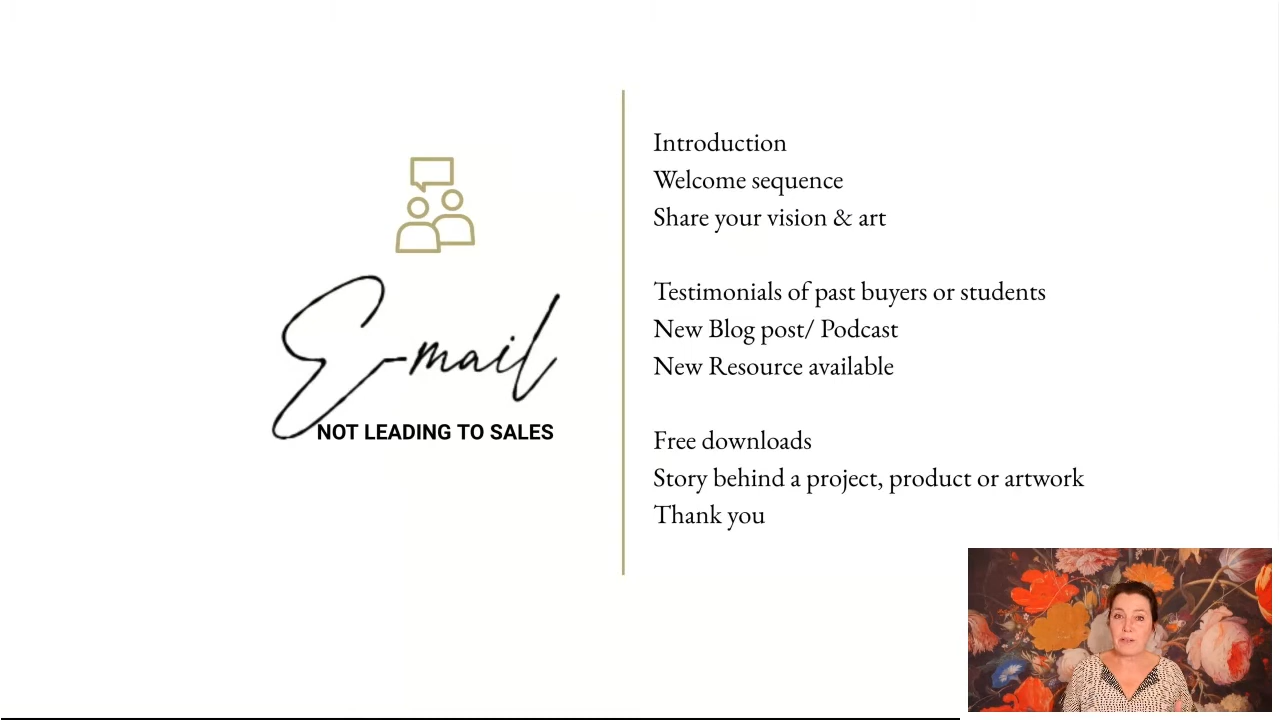 E-mail
NOT LEADING TO SALES
Introduction
Welcome sequence
Share your vision & art
Testimonials of past buyers or students
New Blog post/ Podcast
New Resource available
Free downloads
Story behind a project, product or artwork
Thank you